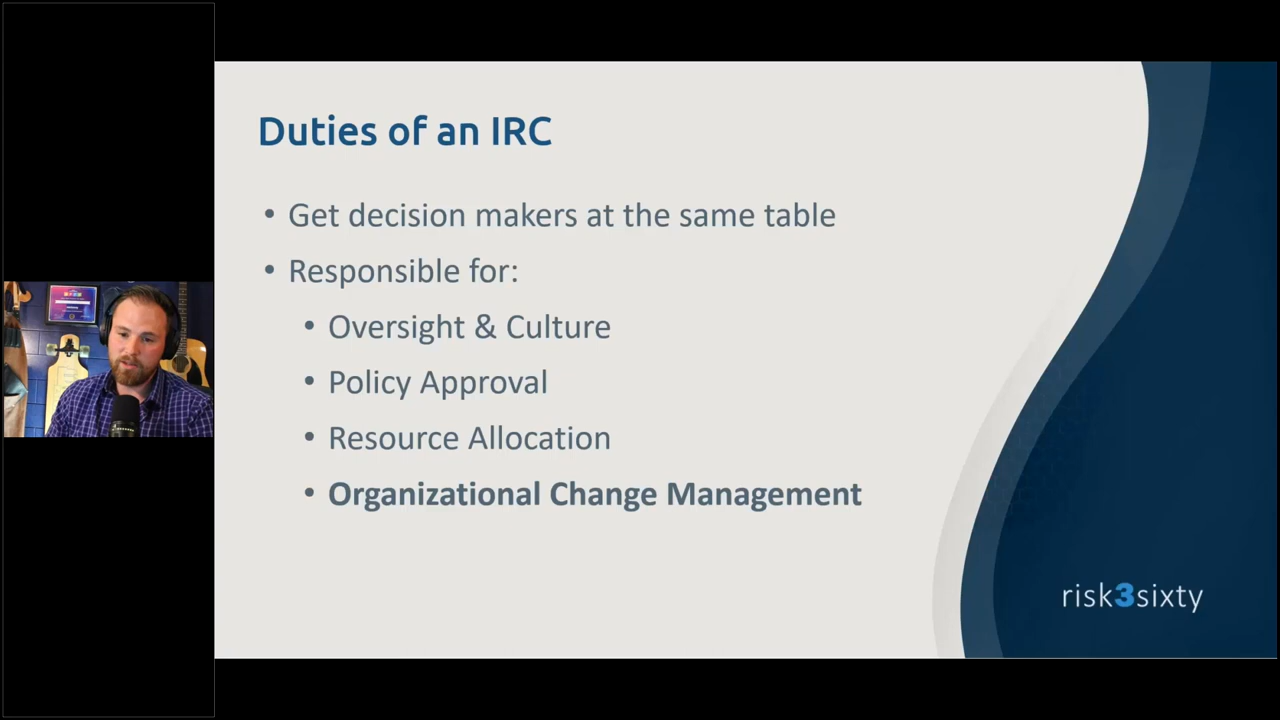 Duties of an IRC
• Get decision makers at the same table
• Responsible for:
• Oversight & Culture
• Policy Approval
• Resource Allocation
• Organizational Change Management
risk3sixty